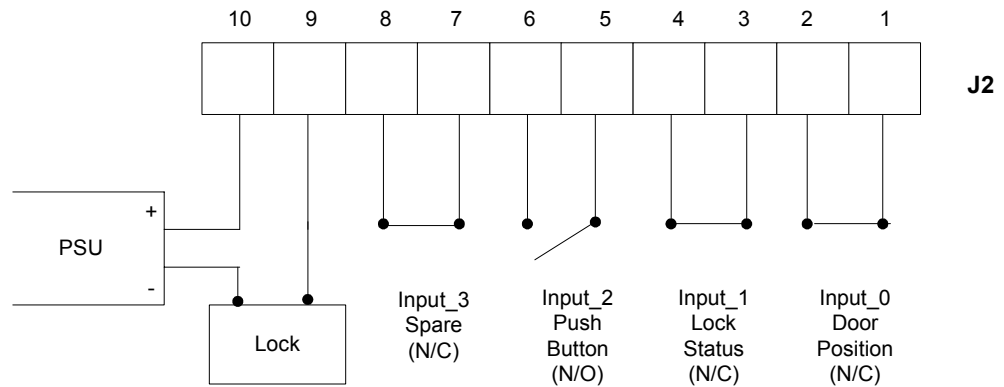 10 9 8 7 6 5 4 3 2 1
J2
+
PSU
-
Lock
Input_3
Spare
(N/C)
Input_2
Push
Button
(N/O)
Input_1
Lock
Status
(N/C)
Input_0
Door
Position
(N/C)